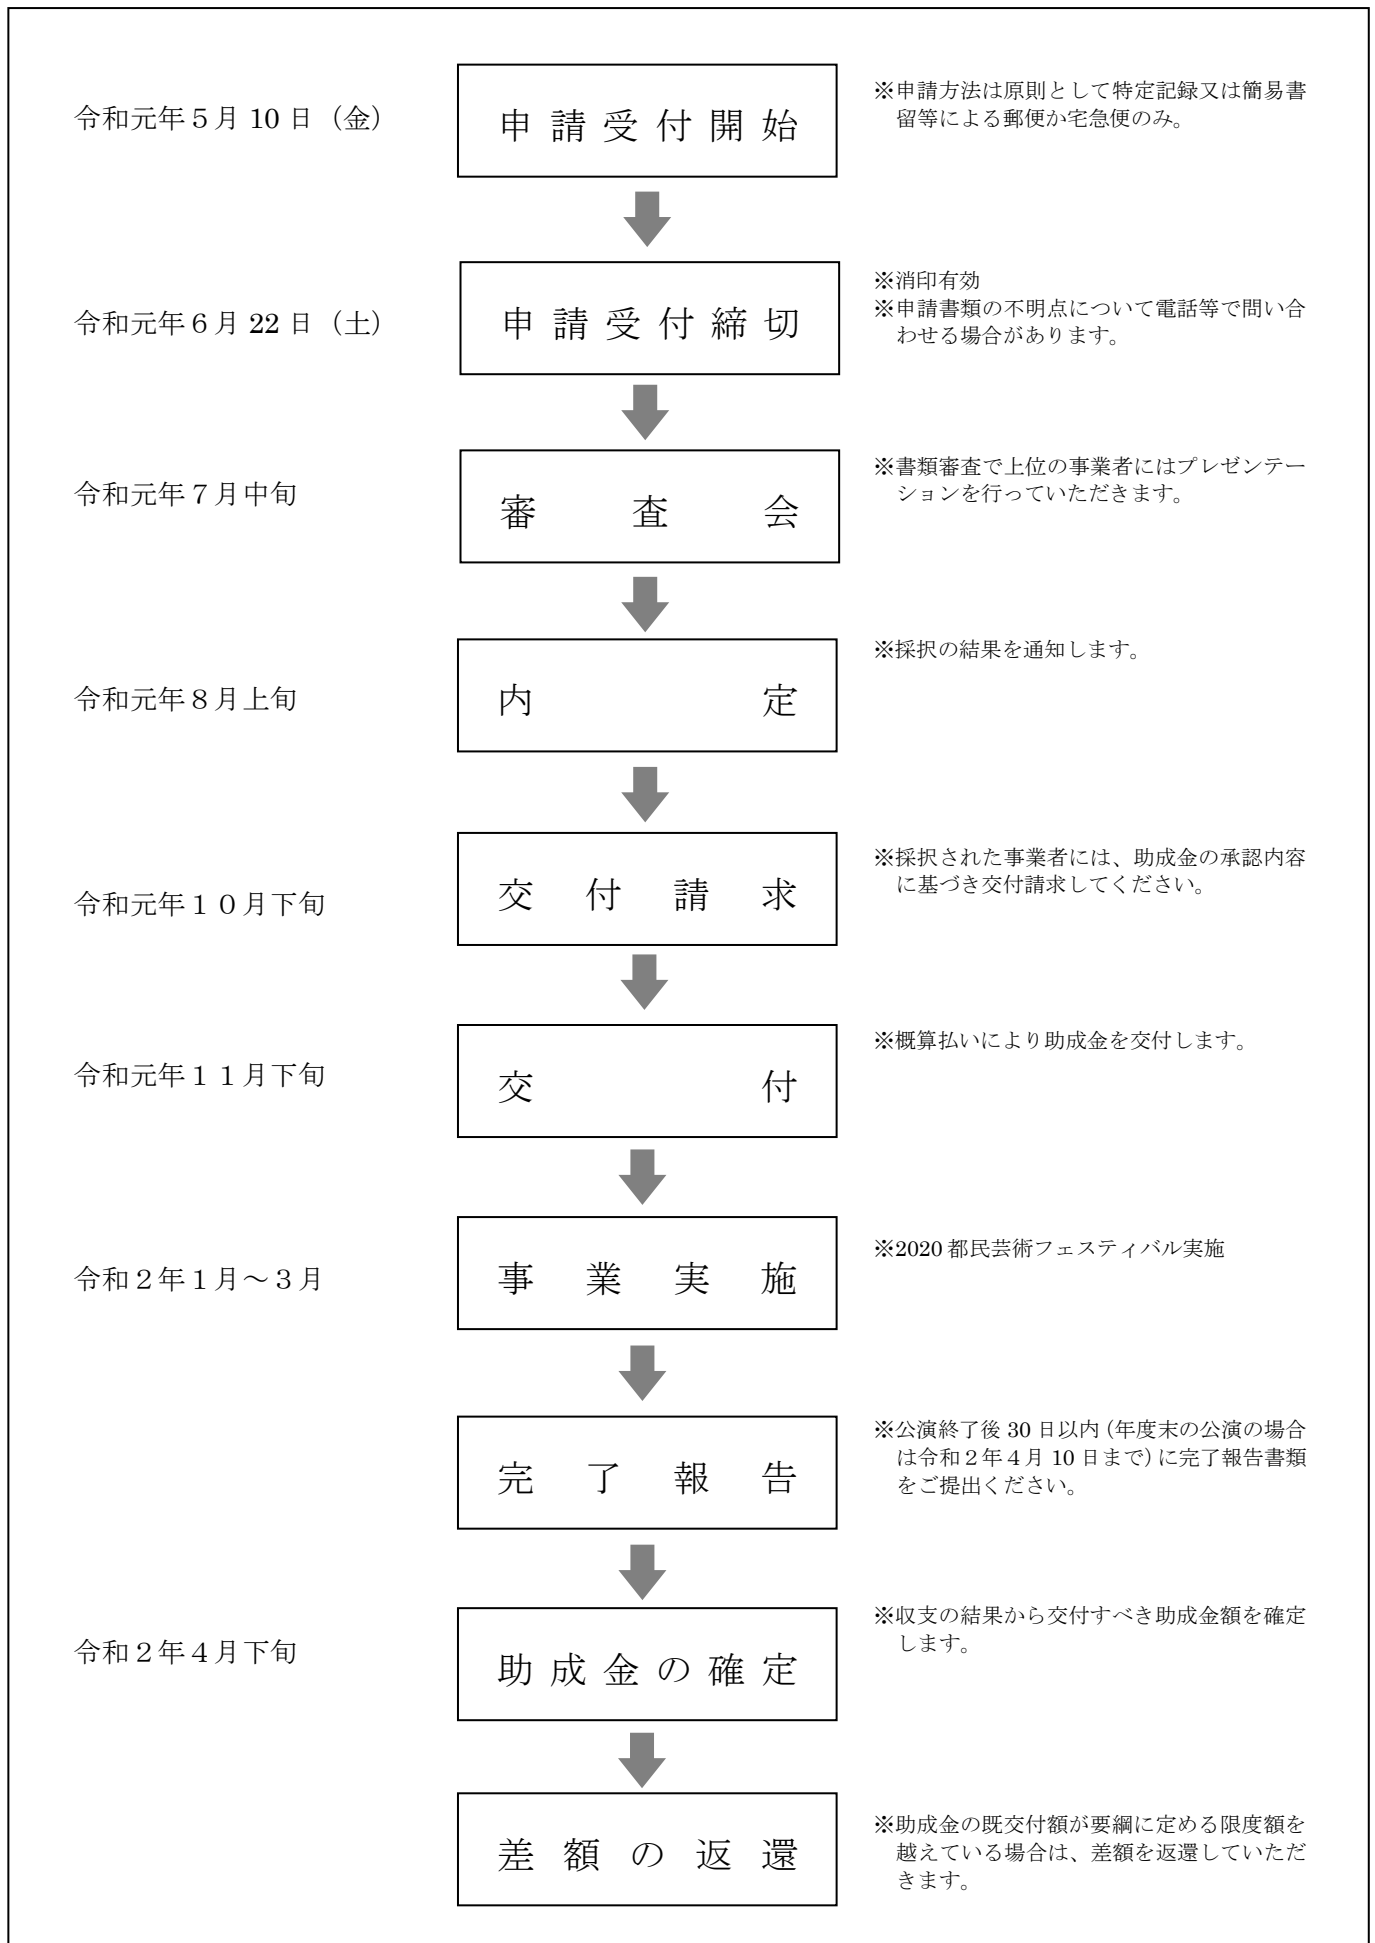 令和元年５月 10 日（金）
申請受付開始
※申請方法は原則として特定記録又は簡易書
留等による郵便か宅急便のみ。
令和元年６月 22 日（土）
申請受付締切
※消印有効
※申請書類の不明点について電話等で問い合
わせる場合があります。
令和元年７月中旬
審査会
※書類審査で上位の事業者にはプレゼンテー
ションを行っていただきます。
令和元年８月上旬
内定
※採択の結果を通知します。
令和元年１０月下旬
交付請求
※採択された事業者には、助成金の承認内容
に基づき交付請求してください。
令和元年１１月下旬
交付
※概算払いにより助成金を交付します。
令和２年１月～３月
事業実施
※2020 都民芸術フェスティバル実施
完了報告
※公演終了後 30 日以内（年度末の公演の場合
は令和２年４月 10 日まで）に完了報告書類
をご提出ください。
令和２年４月下旬
助成金の確定
※収支の結果から交付すべき助成金額を確定
します。
差額の返還
※助成金の既交付額が要綱に定める限度額を
越えている場合は、差額を返還していただ
きます。